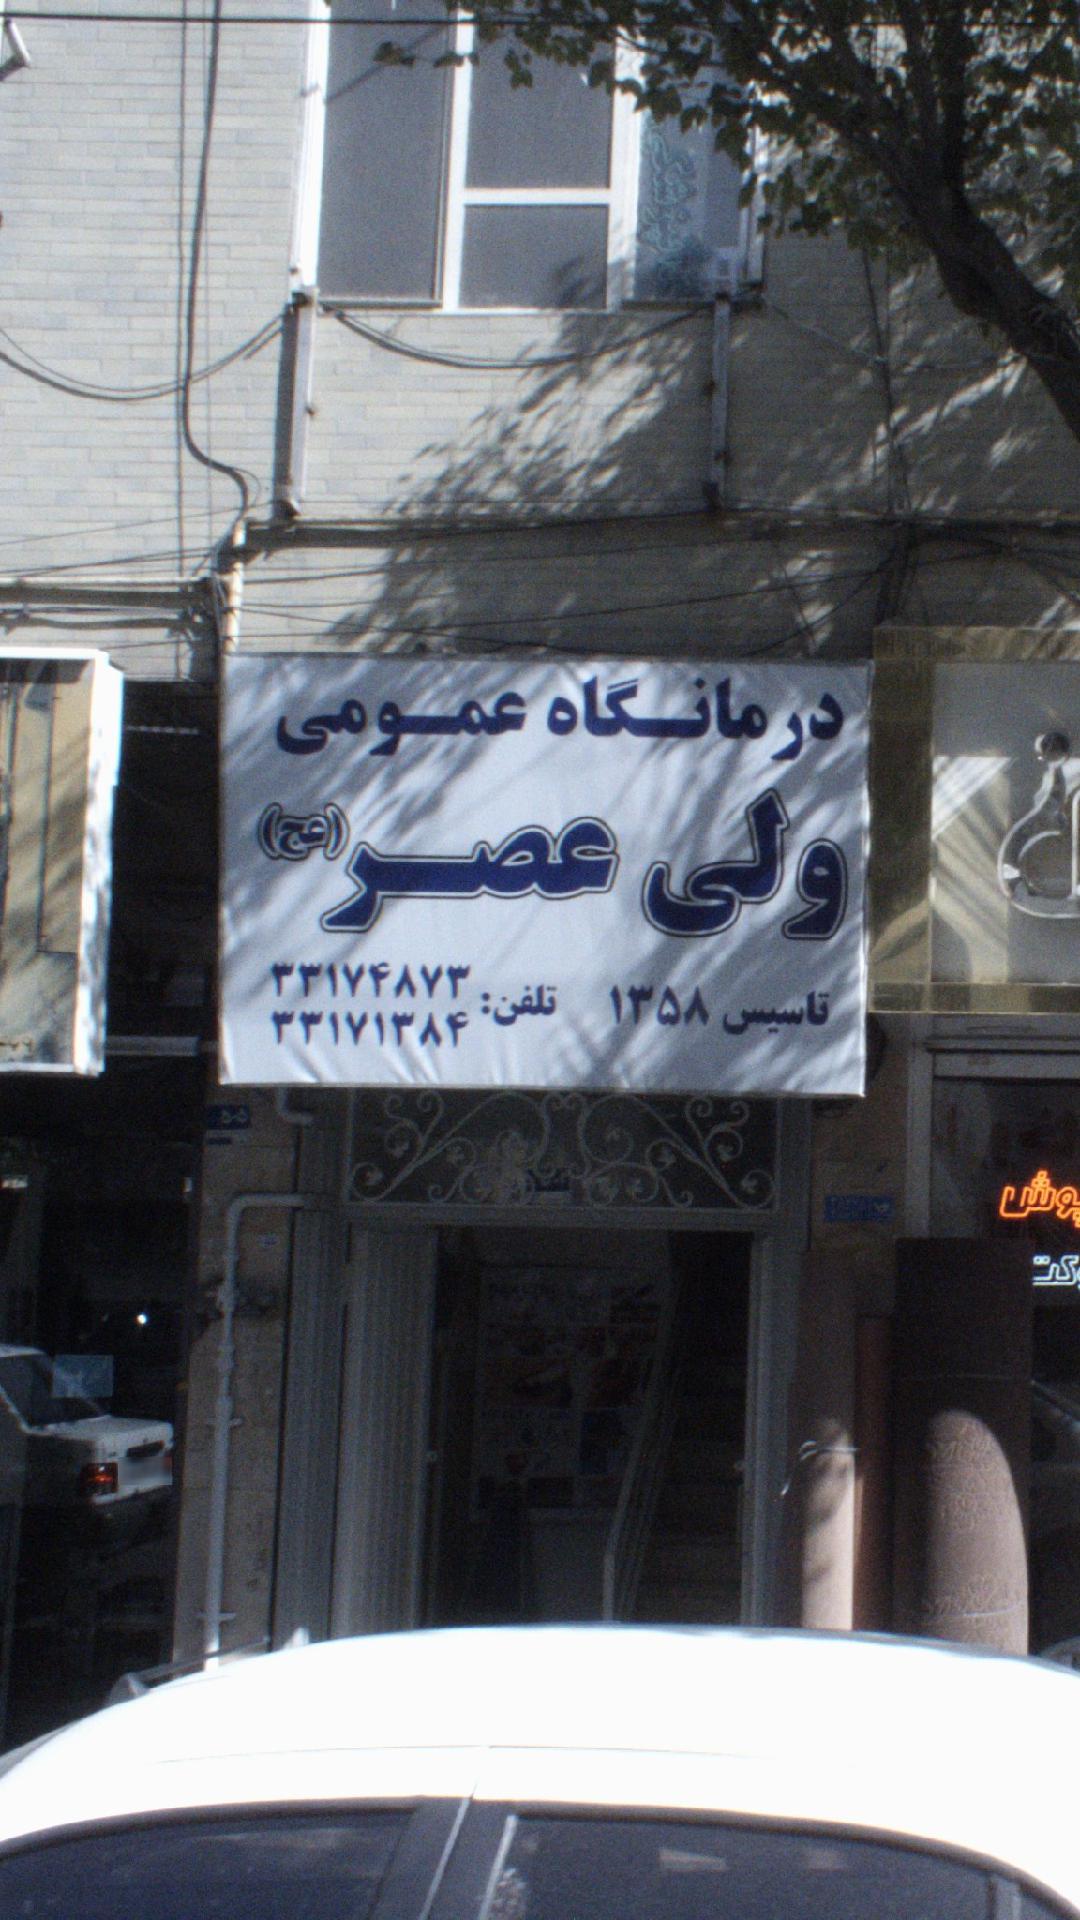 درمانگاه عمومی
ولی عصر (عج)
تاسیس ۱۳۵۸ تلفن: ۳۳۱۷۴۸۷۳
۳۳۱۷۱۳۸۴